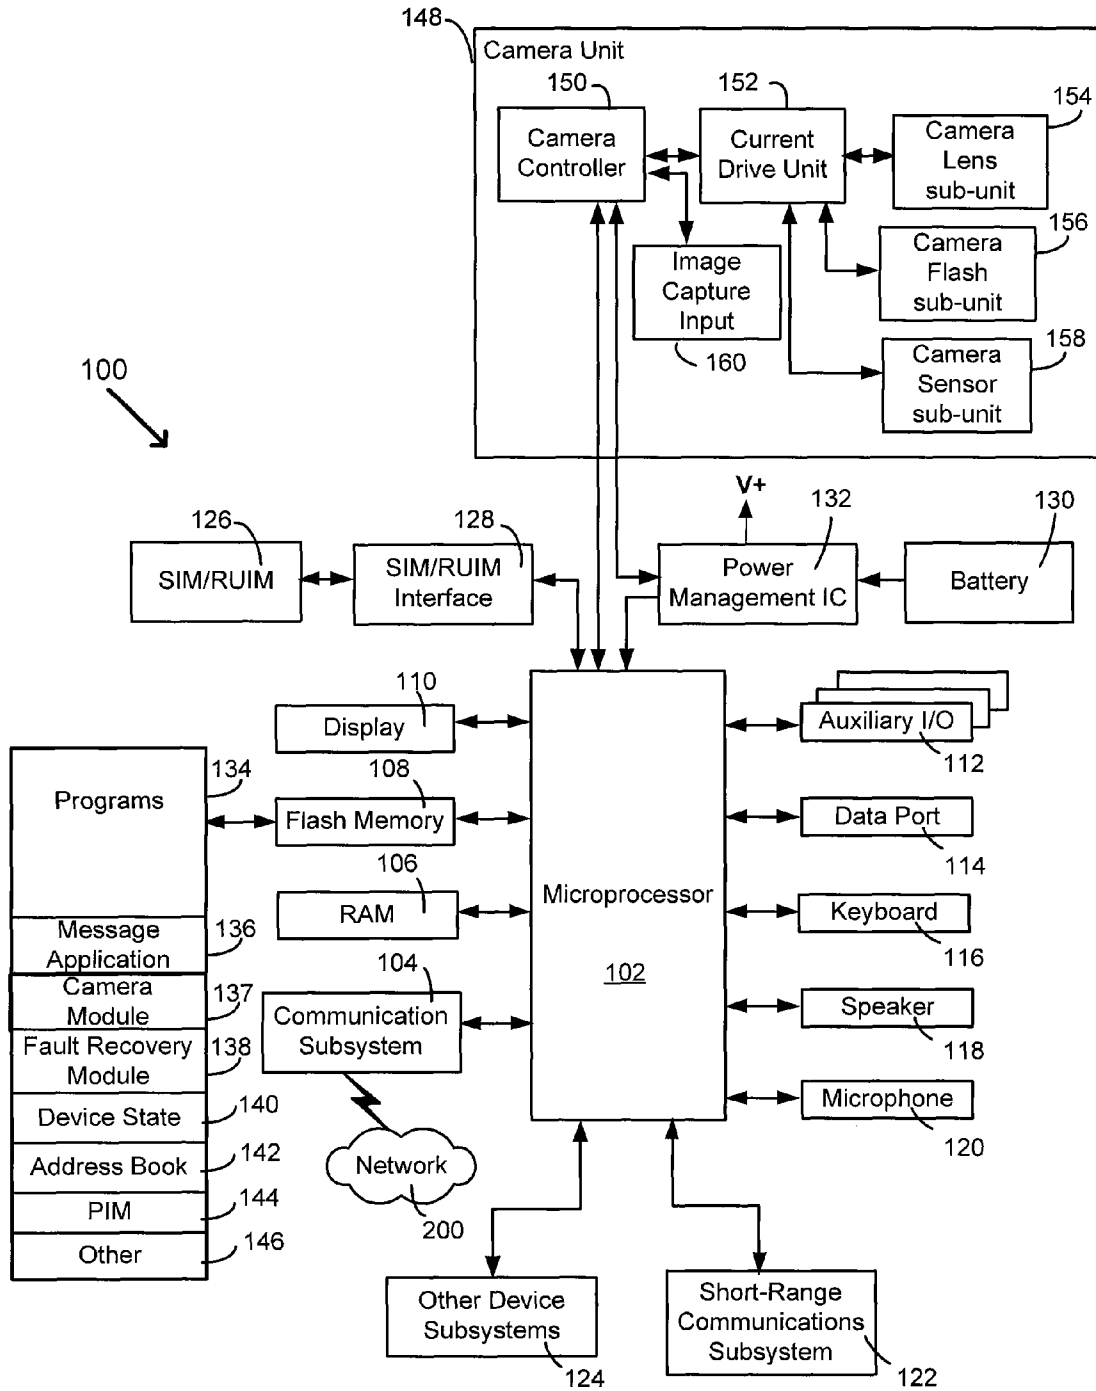 148
Camera Unit
150
152
154
Camera
Controller
Current
Drive Unit
Camera
Lens
sub-unit
156
Image
Capture
Input
Camera
Flash
sub-unit
160
158
Camera
Sensor
sub-unit
100
V+
126
128
132
130
SIM/RUIM
SIM/RUIM
Interface
Power
Management IC
Battery
110
Display
Auxiliary I/O
112
134
Programs
108
Flash Memory
Data Port
114
106
RAM
Microprocessor
102
Keyboard
116
Message
Application
136
104
Camera
Module
137
Communication
Subsystem
Speaker
118
Fault Recovery
Module
138
Device State
140
Microphone
120
Address Book
142
Network
200
PIM
144
Other
146
Other Device
Subsystems
124
Short-Range
Communications
Subsystem
122